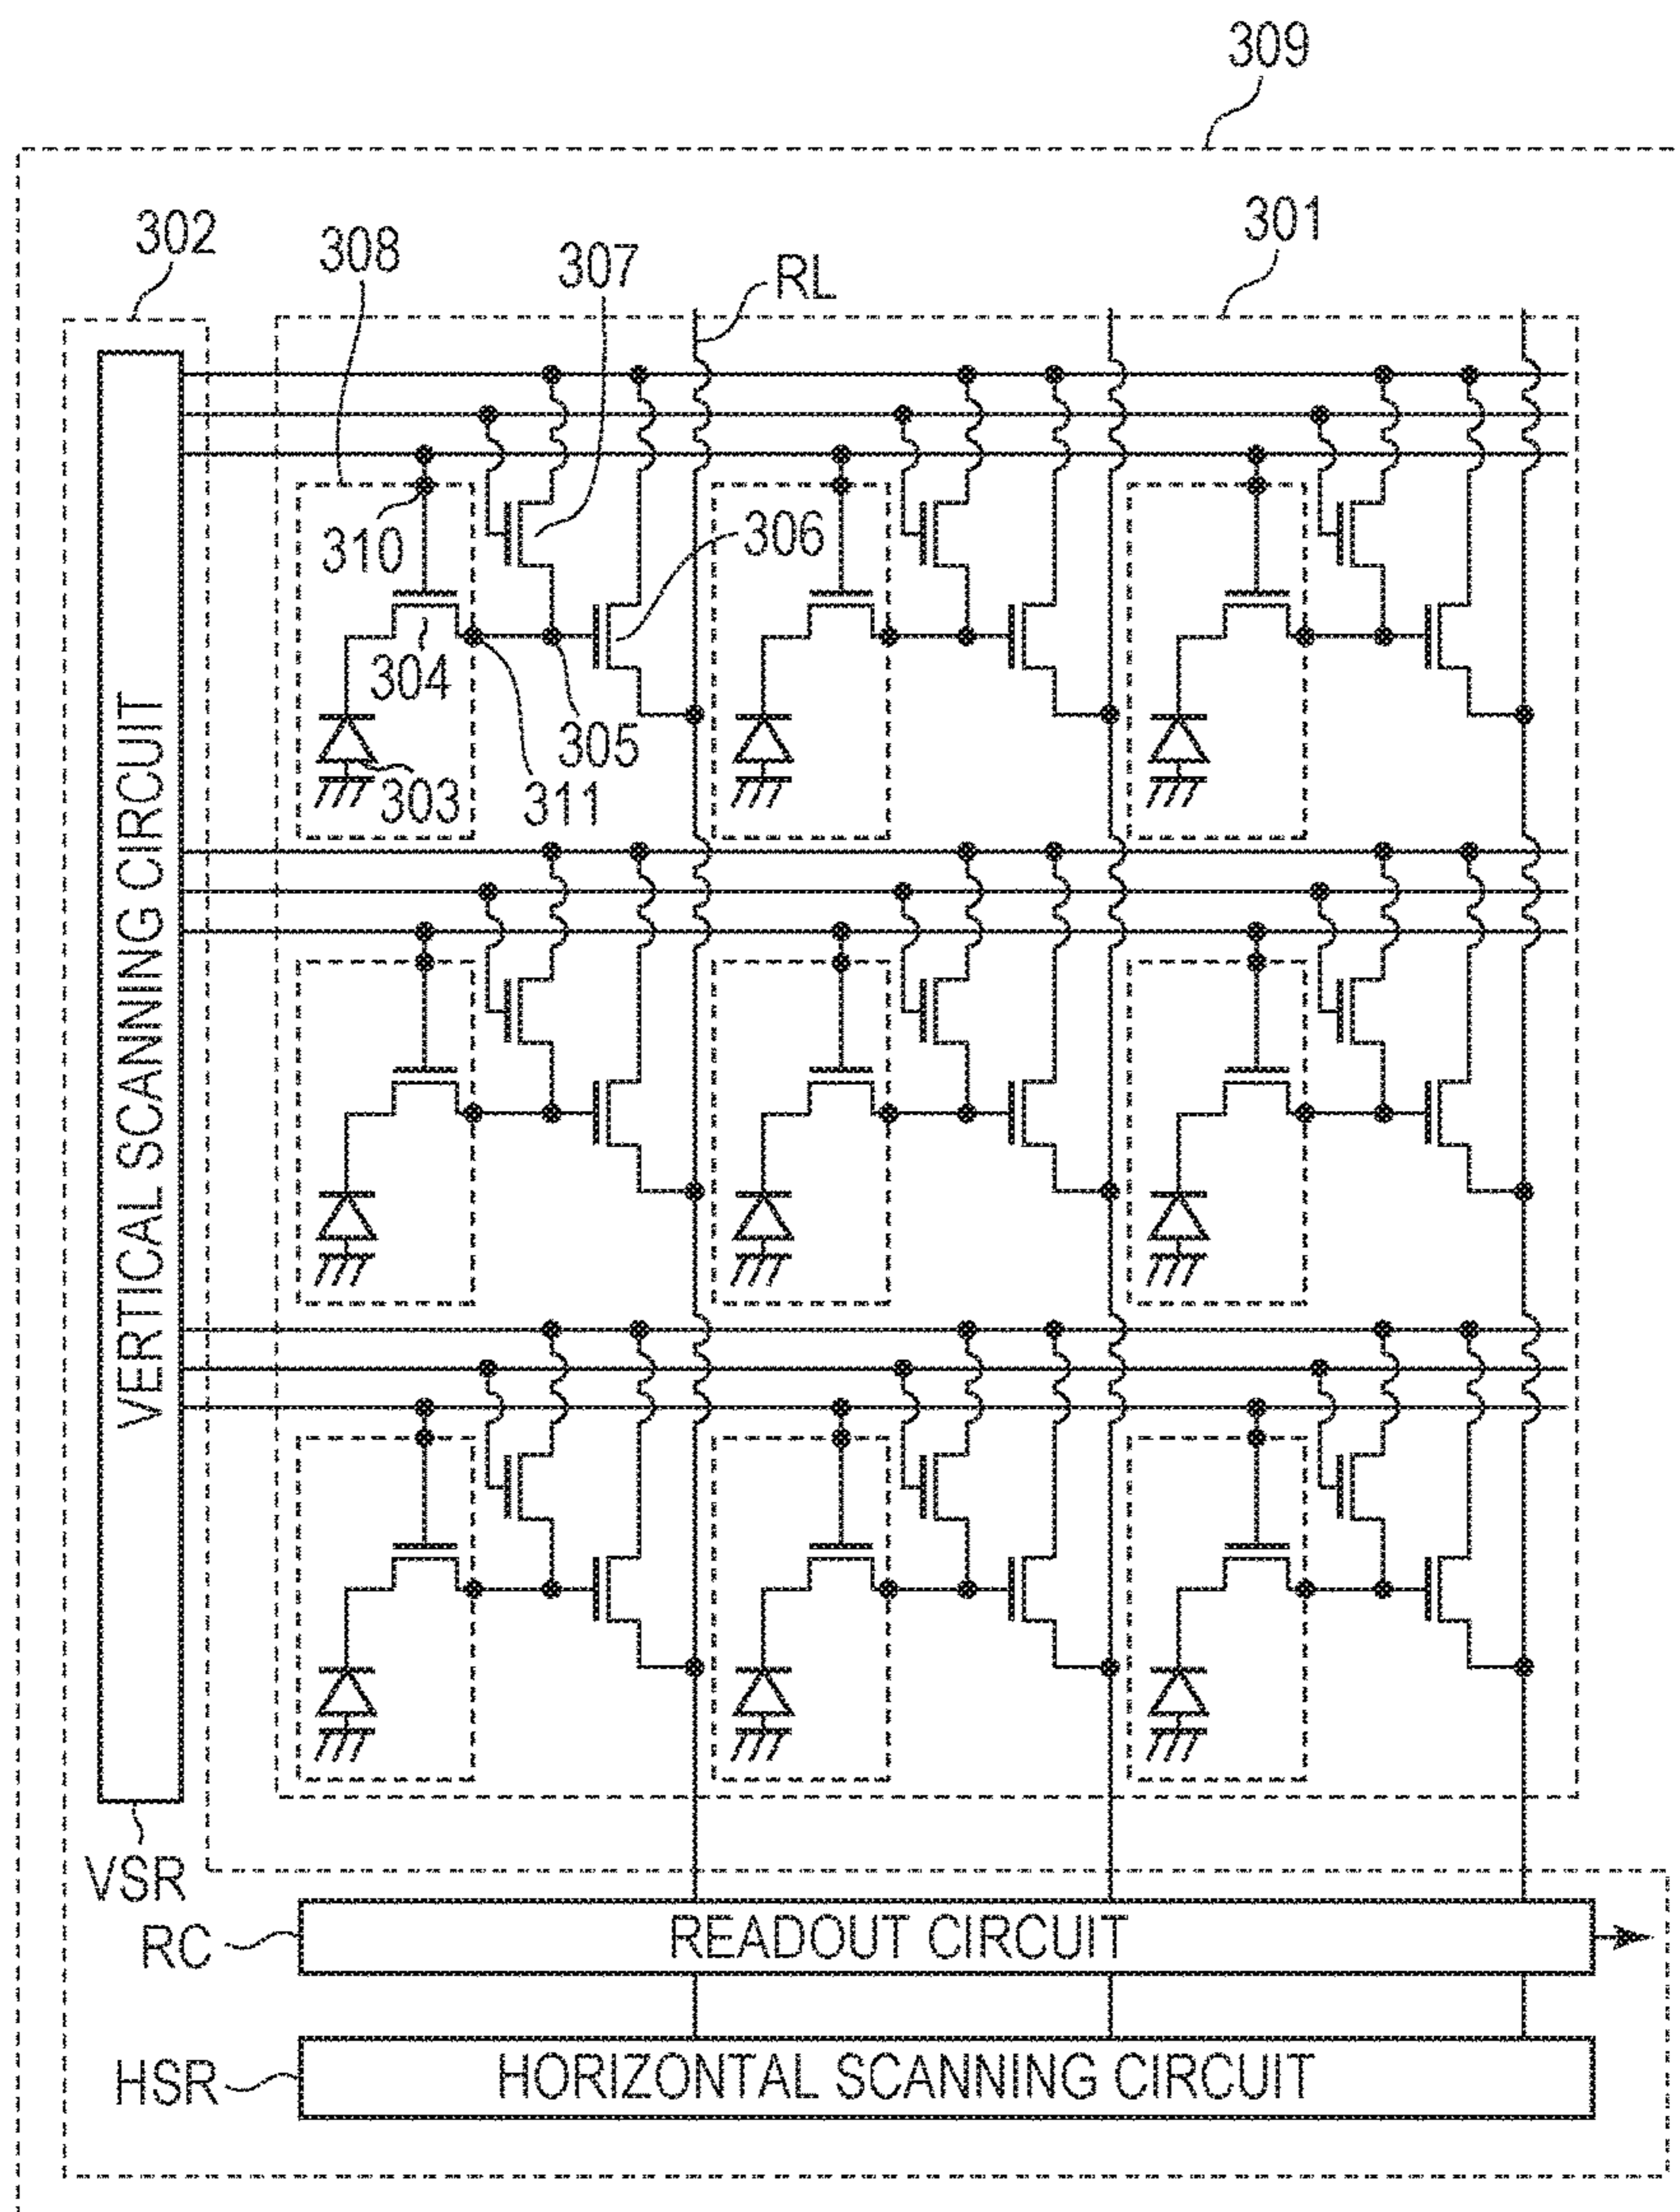 309
302
308
307
RL
301
310
306
304
305
303
311
VERTICAL SCANNING CIRCUIT
VSR
RC
READOUT CIRCUIT
HSR
HORIZONTAL SCANNING CIRCUIT